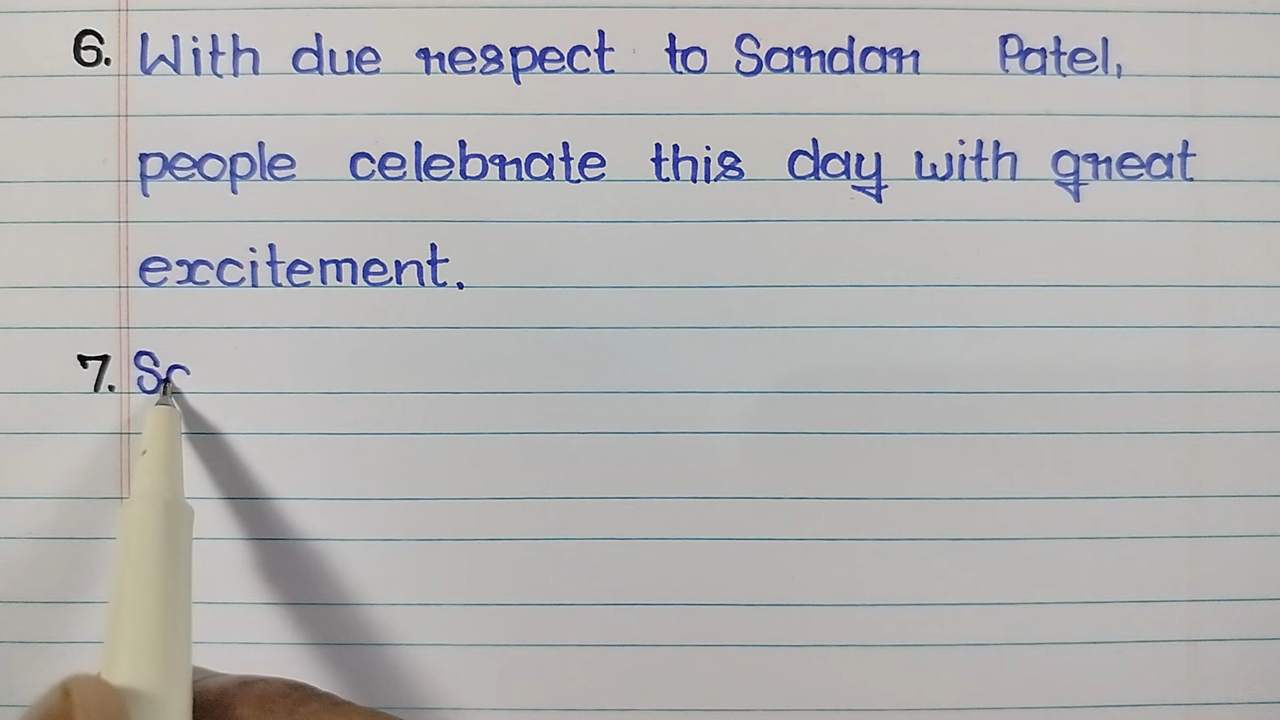 6. With due respect to Sardar Patel,
people celebrate this day with great
excitement.
7. S